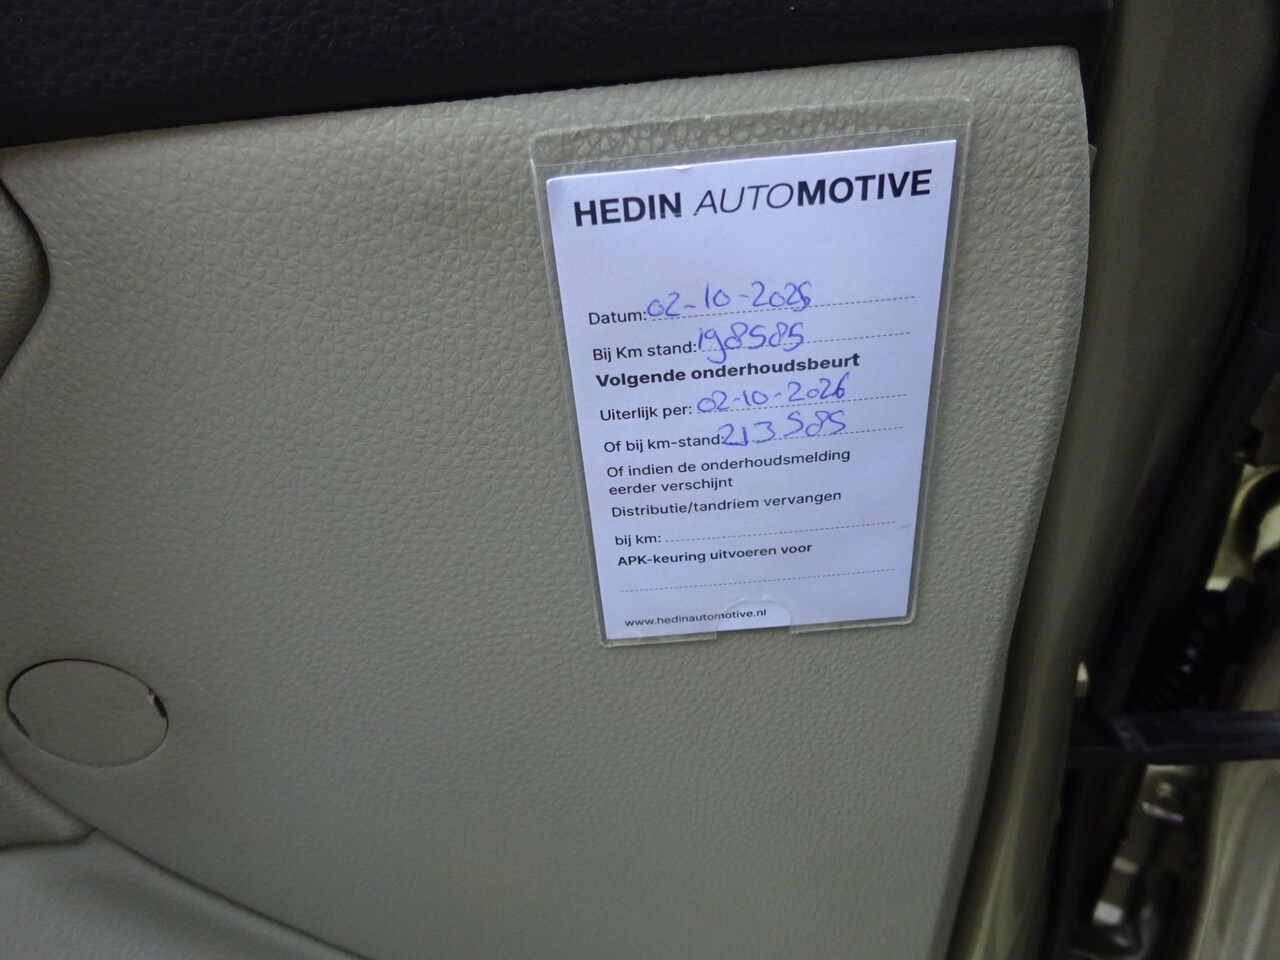 HEDIN AUTOMOTIVE
Datum: 02-10-2025
Bij Km stand: 198585
Volgende onderhoudsbeurt
Uiterlijk per: 02-10-2026
Of bij km-stand: 213585
Of indien de onderhoudsmelding
eerder verschijnt
Distributie/tandriem vervangen
bij km:
APK-keuring uitvoeren voor
www.hedinautomotive.nl